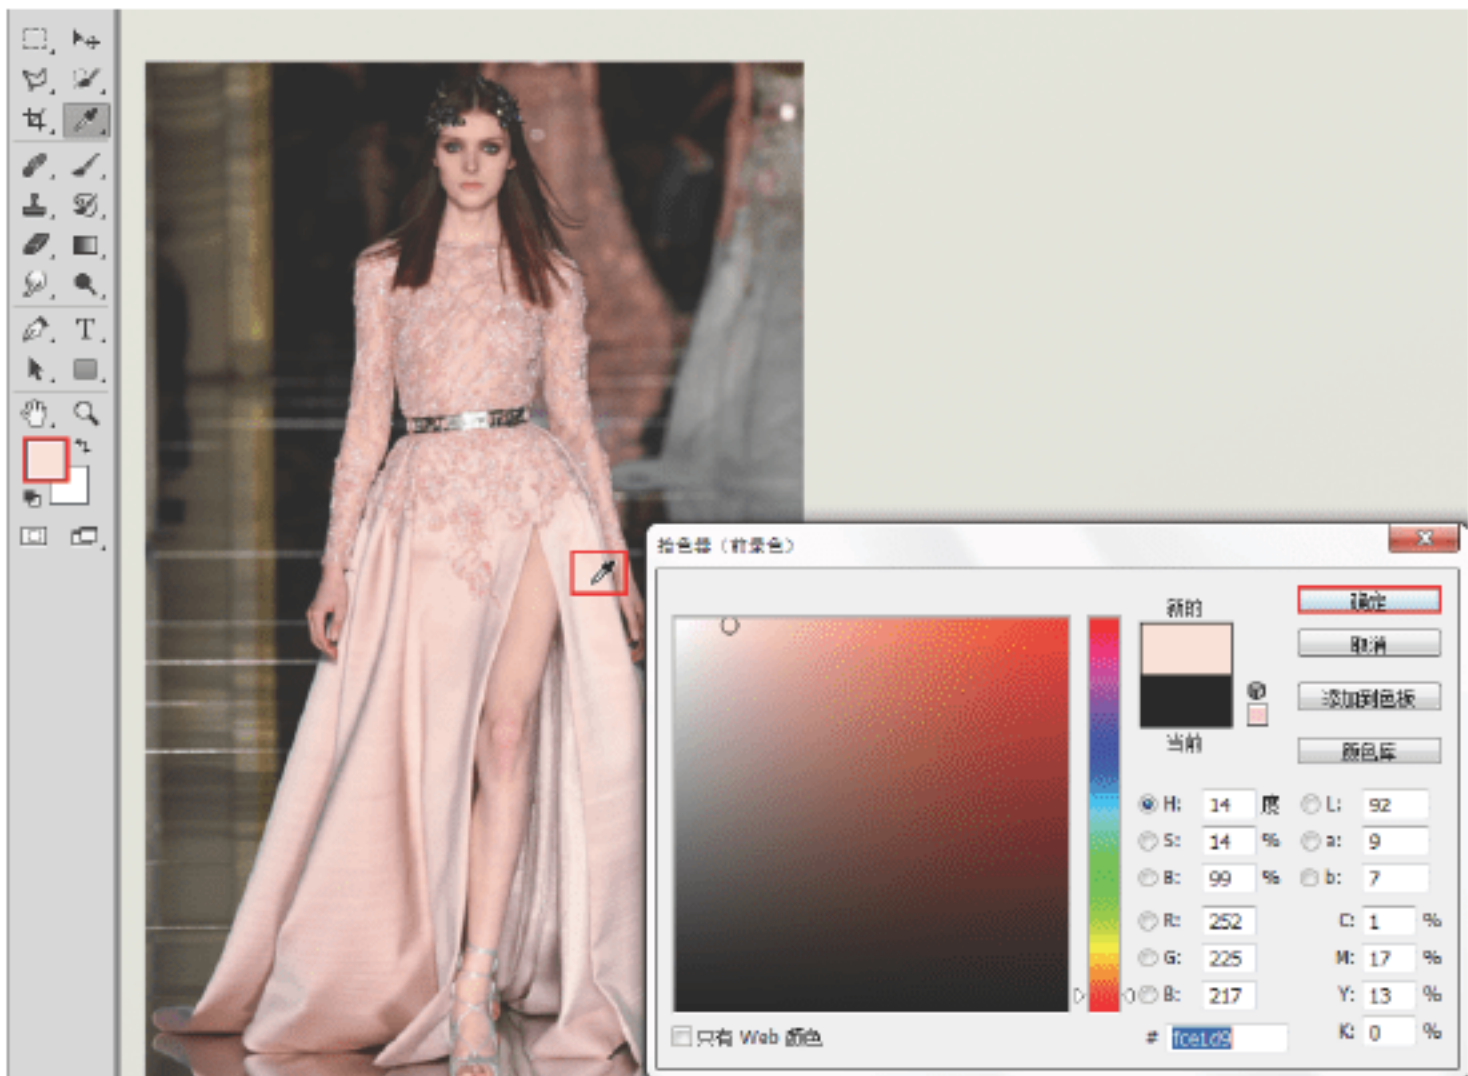 T
拾色器（前景色）
新的
当前
确定
取消
添加到色板
颜色库
H: 14 度
S: 14 %
B: 99 %
R: 252
G: 225
B: 217
L: 92
a: 9
b: 7
C: 1 %
M: 17 %
Y: 13 %
K: 0 %
只有 Web 颜色
# fce1d9